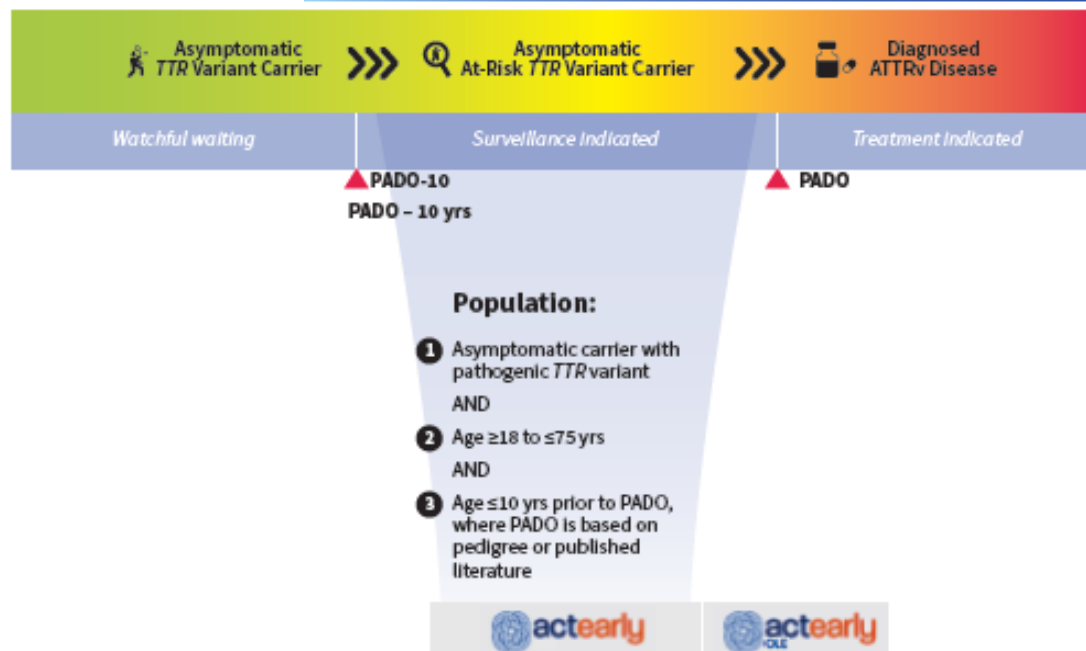 Asymptomatic
TTR Variant Carrier
Asymptomatic
At-Risk TTR Variant Carrier
Diagnosed
ATTRv Disease
Watchful waiting
Surveillance indicated
Treatment indicated
PADO-10
PADO – 10 yrs
PADO
Population:
1 Asymptomatic carrier with
pathogenic TTR variant
AND
2 Age ≥18 to ≤75 yrs
AND
3 Age ≤10 yrs prior to PADO,
where PADO is based on
pedigree or published
literature
actearly
actearly
OLE